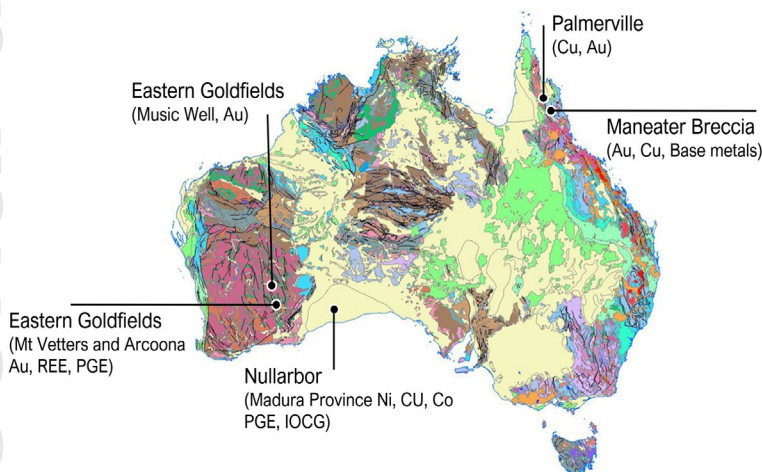 Palmerville
(Cu, Au)
Eastern Goldfields
(Music Well, Au)
Maneater Breccia
(Au, Cu, Base metals)
Eastern Goldfields
(Mt Vetters and Arcoona
Au, REE, PGE)
Nullarbor
(Madura Province Ni, CU, Co
PGE, IOCG)